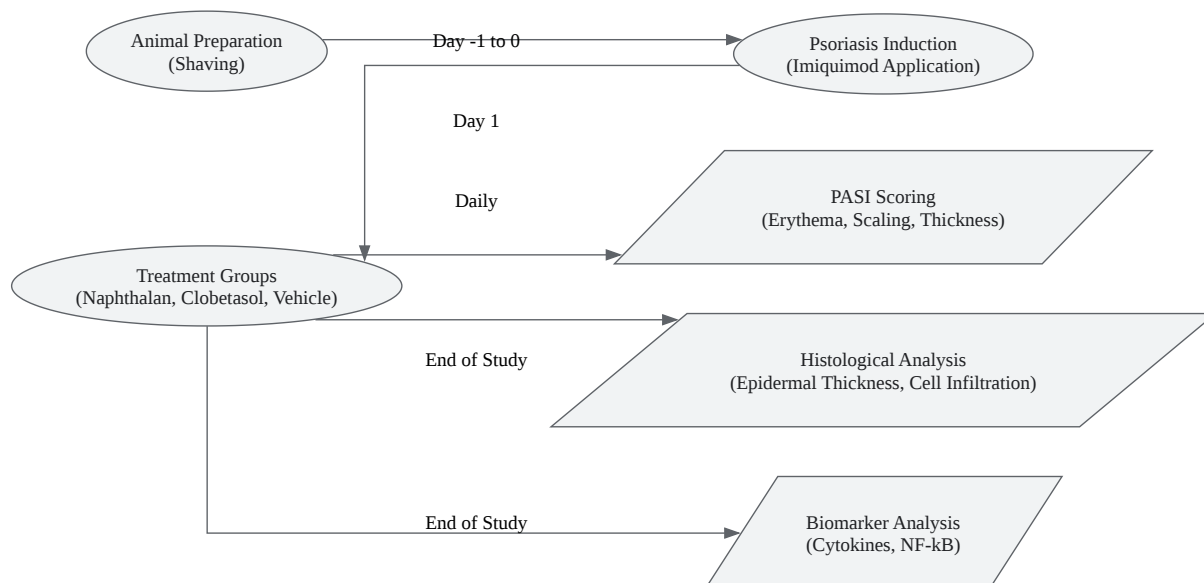 Animal Preparation
(Shaving)
Day -1 to 0
Psoriasis Induction
(Imiquimod Application)
Day 1
Daily
PASI Scoring
(Erythema, Scaling, Thickness)
Treatment Groups
(Naphthalan, Clobetasol, Vehicle)
End of Study
Histological Analysis
(Epidermal Thickness, Cell Infiltration)
End of Study
Biomarker Analysis
(Cytokines, NF-kB)